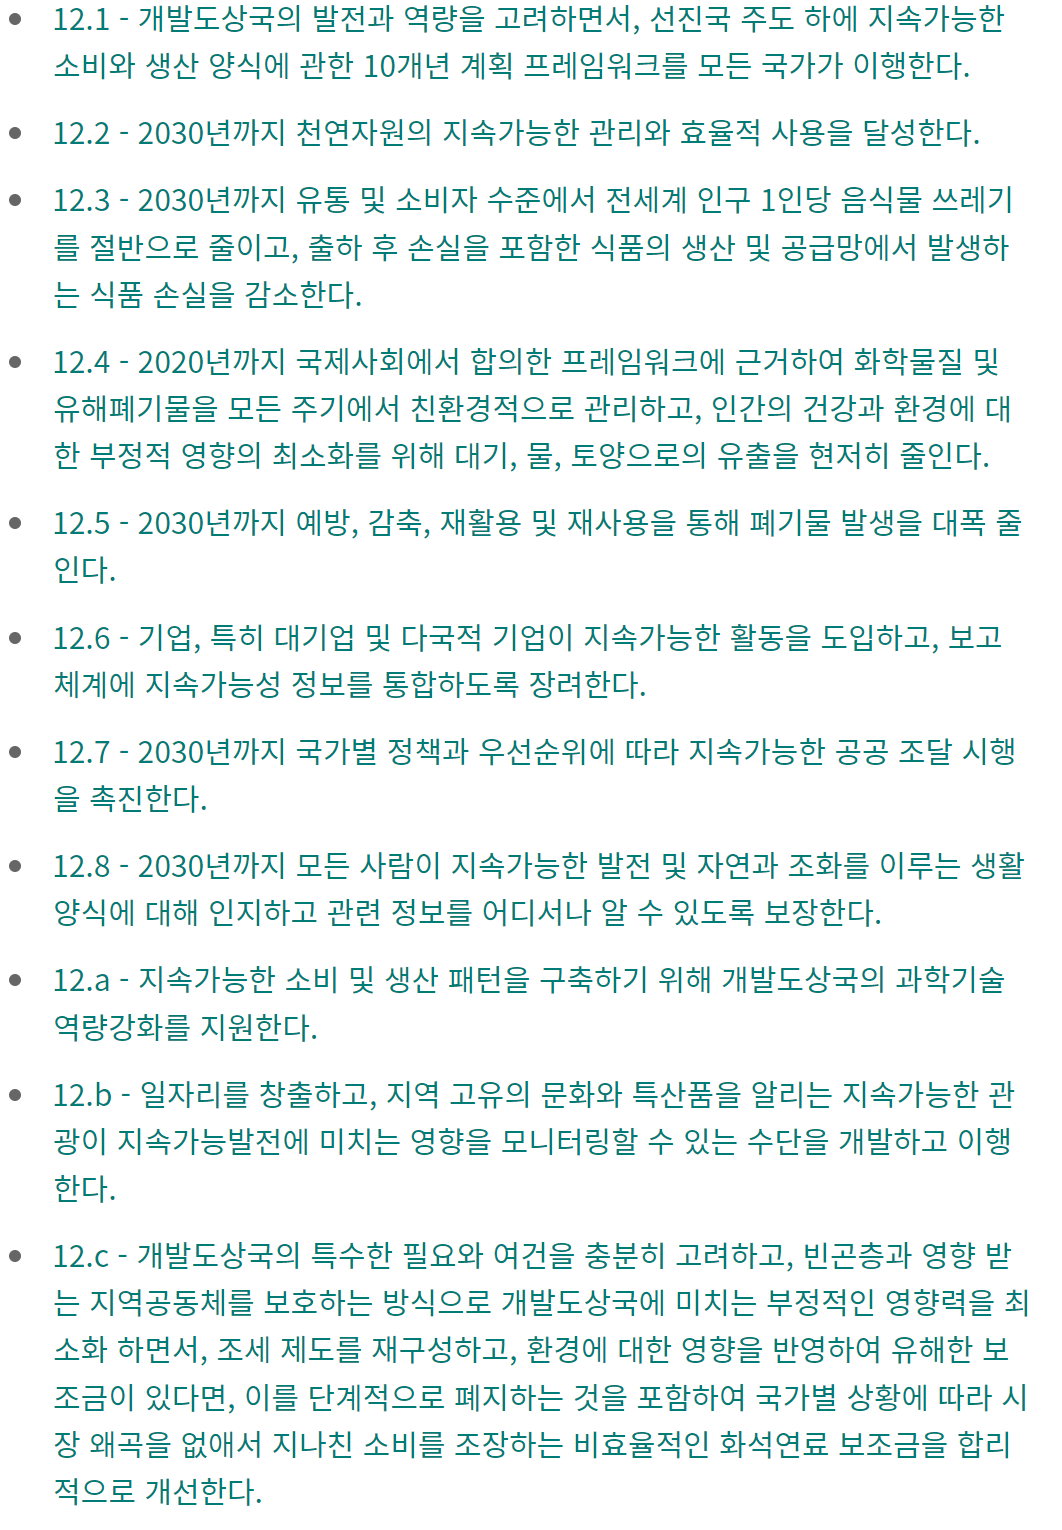 12.1 - 개발도상국의 발전과 역량을 고려하면서, 선진국 주도 하에 지속가능한
소비와 생산 양식에 관한 10개년 계획 프레임워크를 모든 국가가 이행한다.
12.2 - 2030년까지 천연자원의 지속가능한 관리와 효율적 사용을 달성한다.
12.3 - 2030년까지 유통 및 소비자 수준에서 전세계 인구 1인당 음식물 쓰레기
를 절반으로 줄이고, 출하 후 손실을 포함한 식품의 생산 및 공급망에서 발생하
는 식품 손실을 감소한다.
12.4 - 2020년까지 국제사회에서 합의한 프레임워크에 근거하여 화학물질 및
유해폐기물을 모든 주기에서 친환경적으로 관리하고, 인간의 건강과 환경에 대
한 부정적 영향의 최소화를 위해 대기, 물, 토양으로의 유출을 현저히 줄인다.
12.5 - 2030년까지 예방, 감축, 재활용 및 재사용을 통해 폐기물 발생을 대폭 줄
인다.
12.6 - 기업, 특히 대기업 및 다국적 기업이 지속가능한 활동을 도입하고, 보고
체계에 지속가능성 정보를 통합하도록 장려한다.
12.7 - 2030년까지 국가별 정책과 우선순위에 따라 지속가능한 공공 조달 시행
을 촉진한다.
12.8 - 2030년까지 모든 사람이 지속가능한 발전 및 자연과 조화를 이루는 생활
양식에 대해 인지하고 관련 정보를 어디서나 알 수 있도록 보장한다.
12.a - 지속가능한 소비 및 생산 패턴을 구축하기 위해 개발도상국의 과학기술
역량강화를 지원한다.
12.b - 일자리를 창출하고, 지역 고유의 문화와 특산품을 알리는 지속가능한 관
광이 지속가능발전에 미치는 영향을 모니터링할 수 있는 수단을 개발하고 이행
한다.
12.c - 개발도상국의 특수한 필요와 여건을 충분히 고려하고, 빈곤층과 영향 받
는 지역공동체를 보호하는 방식으로 개발도상국에 미치는 부정적인 영향력을 최
소화 하면서, 조세 제도를 재구성하고, 환경에 대한 영향을 반영하여 유해한 보
조금이 있다면, 이를 단계적으로 폐지하는 것을 포함하여 국가별 상황에 따라 시
장 왜곡을 없애서 지나친 소비를 조장하는 비효율적인 화석연료 보조금을 합리
적으로 개선한다.